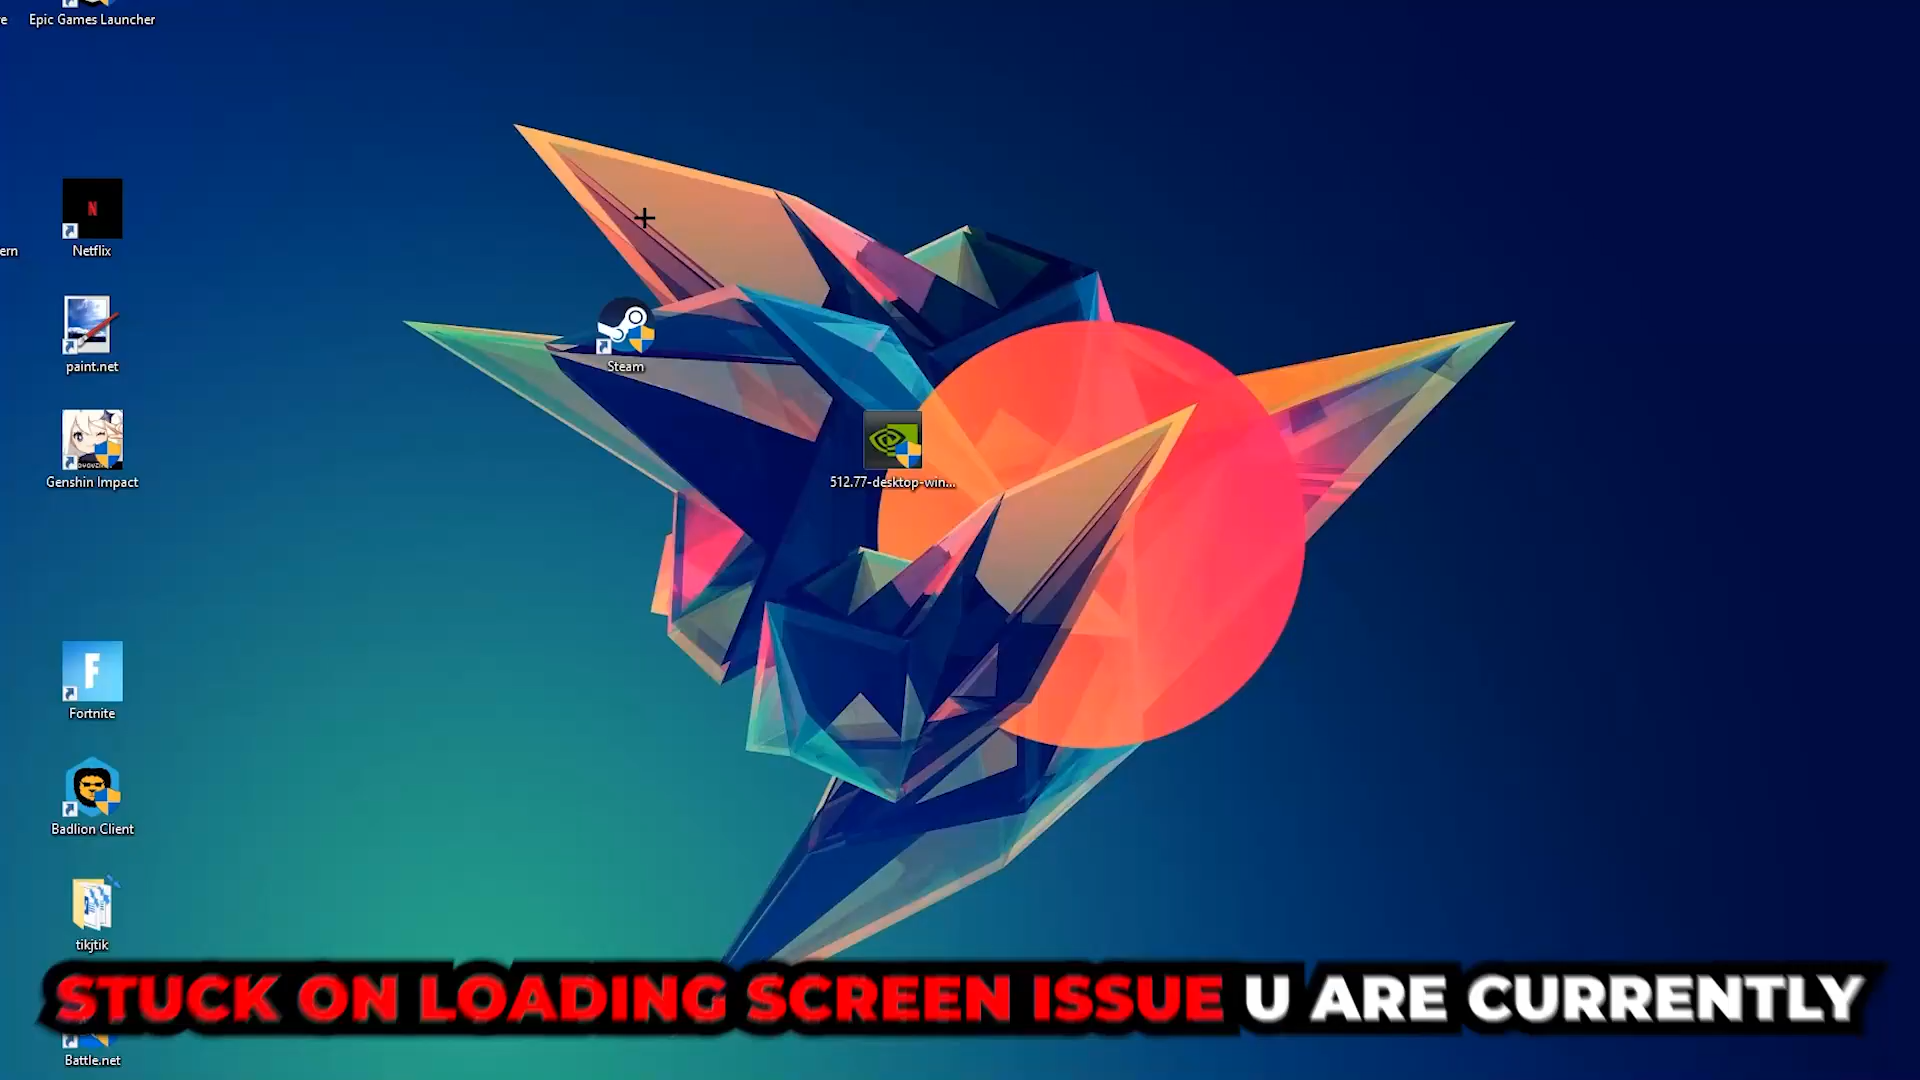 Epic Games Launcher
ern
Netflix
paint.net
Steam
Genshin Impact
512.77-desktop-win...
F
Fortnite
Badlion Client
tikjtik
STUCK ON LOADING SCREEN ISSUE U ARE CURRENTLY
Battle.net